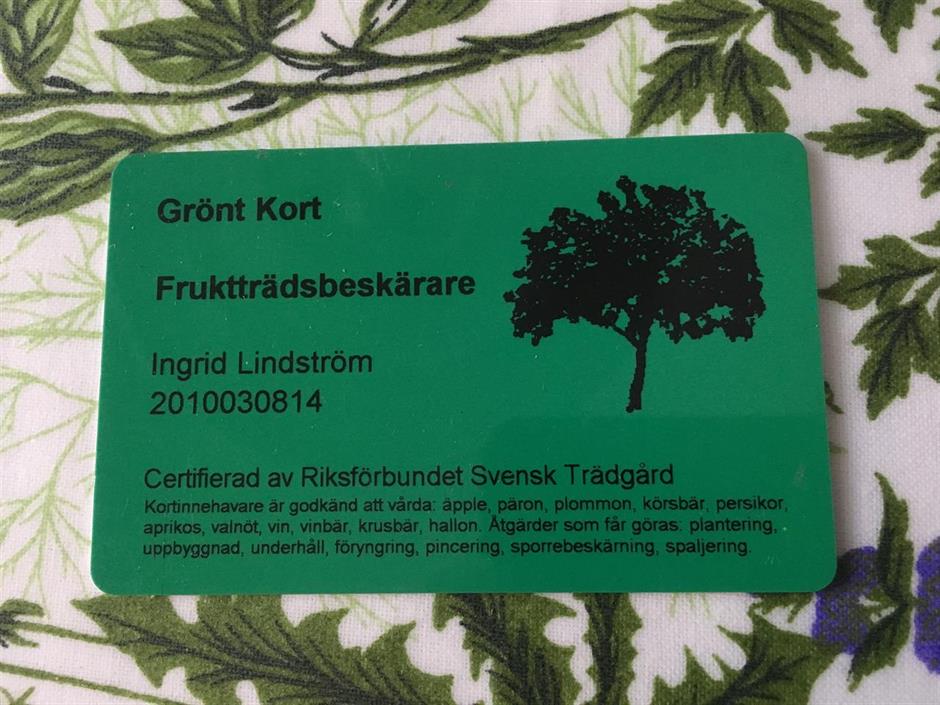 Grönt Kort
Fruktträdsbeskärare
Ingrid Lindström
2010030814
Certifierad av Riksförbundet Svensk Trädgård
Kortinnehavare är godkänd att vårda: äpple, päron, plommon, körsbär, persikor,
aprikos, valnöt, vin, vinbär, krusbär, hallon. Åtgärder som får göras: plantering,
uppbyggnad, underhåll, föryngring, pincering, sporrebeskärning, spaljering.